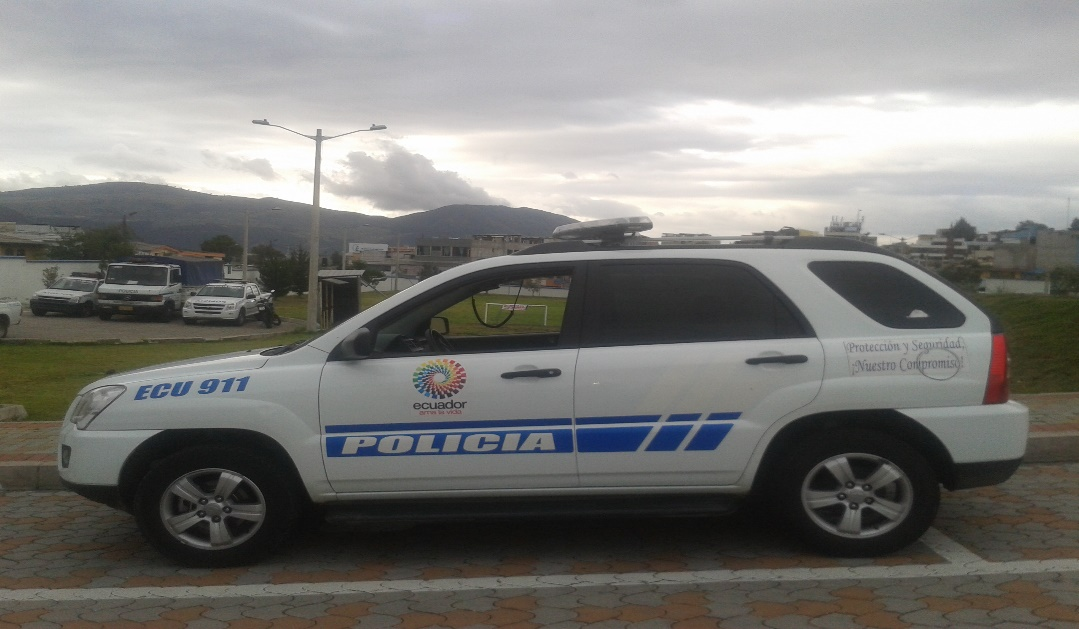 ECU 911
ecuador
ama la vida
POLICIA
Protección y Seguridad
¡Nuestro Compromiso!